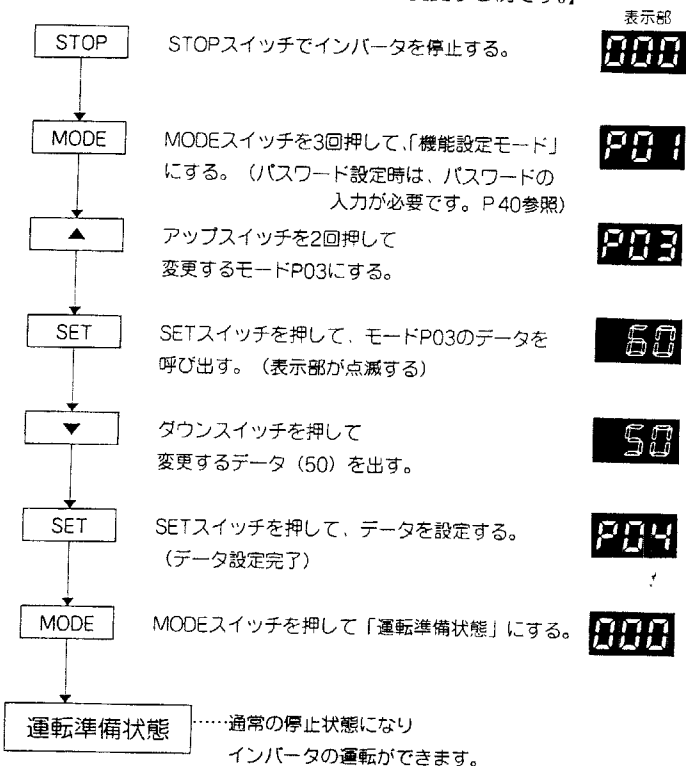 表示部
STOP
STOPスイッチでインバータを停止する。
000
MODE
MODEスイッチを3回押して、「機能設定モード」
P01
にする。(パスワード設定時は、パスワードの
入力が必要です。P40参照)
▲
アップスイッチを2回押して
P03
変更するモードP03にする。
SET
SETスイッチを押して、モードP03のデータを
60
呼び出す。(表示部が点滅する)
▼
ダウンスイッチを押して
50
変更するデータ(50)を出す。
SET
SETスイッチを押して、データを設定する。
P04
(データ設定完了)
MODE
MODEスイッチを押して「運転準備状態」にする。
000
運転準備状態
……通常の停止状態になり
インバータの運転ができます。